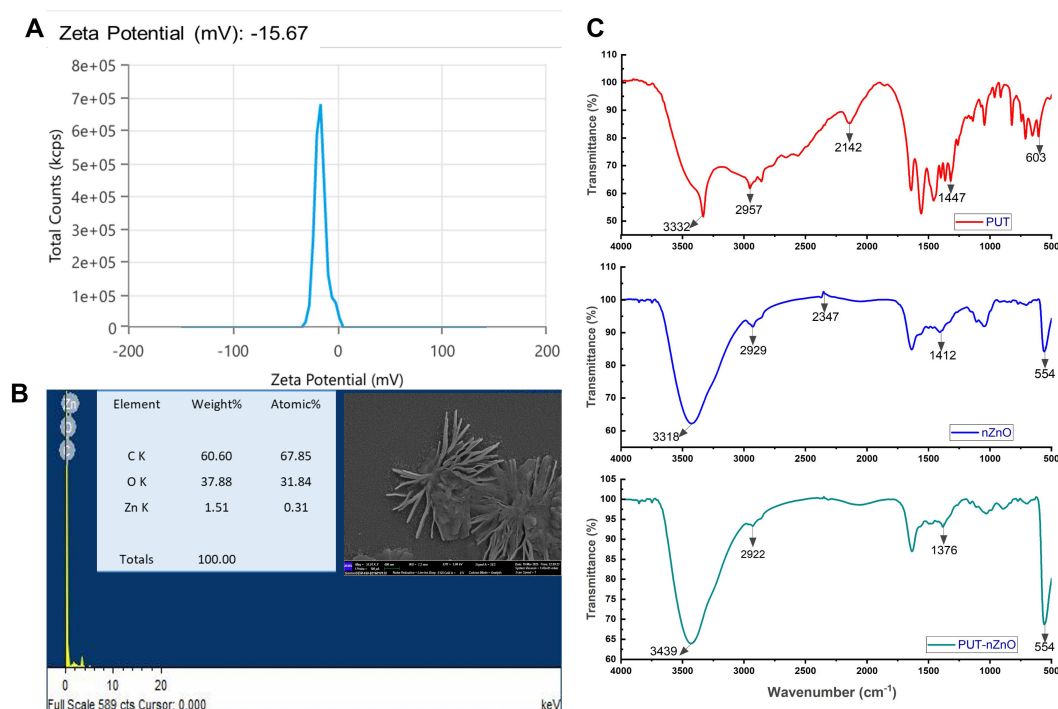 A
Zeta Potential (mV): -15.67
8e+05
7e+05
6e+05
5e+05
4e+05
3e+05
2e+05
1e+05
0
Total Counts (kcps)
-200 -100 0 100 200
Zeta Potential (mV)
B
Zn
O
C
Element Weight% Atomic%
C K 60.60 67.85
O K 37.88 31.84
Zn K 1.51 0.31
Totals 100.00
0 10 20
Full Scale 589 cts Cursor: 0.000 keV
C
110
100
90
80
70
60
50
Transmittance (%)
3332
2957
2142
1447
603
PUT
4000 3500 3000 2500 2000 1500 1000 500
110
100
90
80
70
60
Transmittance (%)
3318
2929
2347
1412
554
nZnO
4000 3500 3000 2500 2000 1500 1000 500
105
100
95
90
85
80
75
70
65
60
Transmittance (%)
3439
2922
1376
554
PUT-nZnO
4000 3500 3000 2500 2000 1500 1000 500
Wavenumber (cm⁻¹)